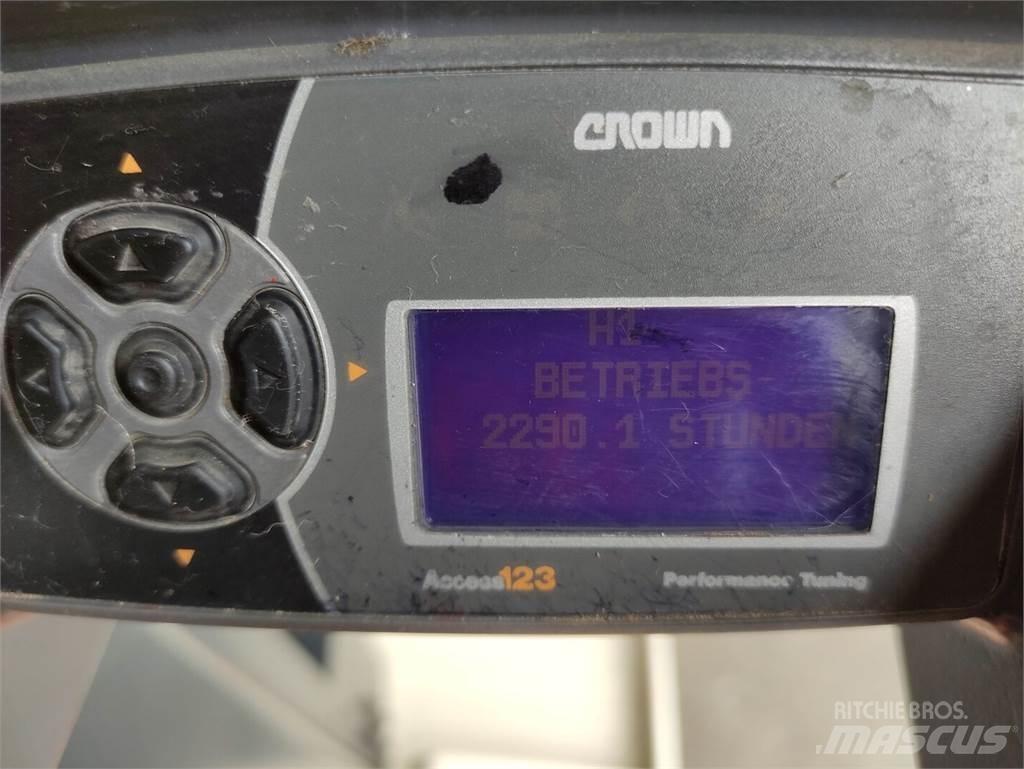 CROWN
H1
BETRIEBS
2290.1 STUNDEN
Access123
Performance Tuning
RITCHIE BROS.
MASCUS